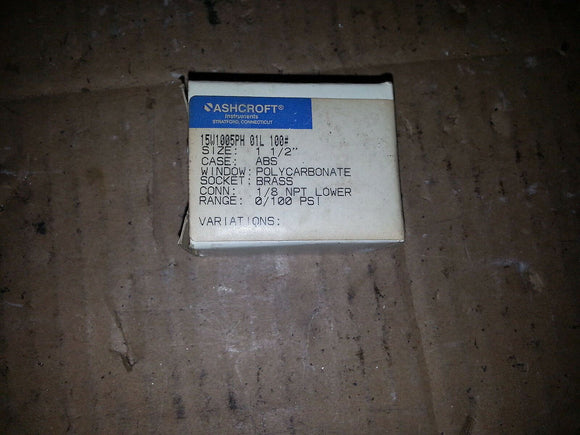 ASHCROFT®
Instruments
STRATFORD, CONNECTICUT
15W1005PH 01L 100#
SIZE: 1 1/2"
CASE: ABS
WINDOW: POLYCARBONATE
SOCKET: BRASS
CONN: 1/8 NPT LOWER
RANGE: 0/100 PSI
VARIATIONS: